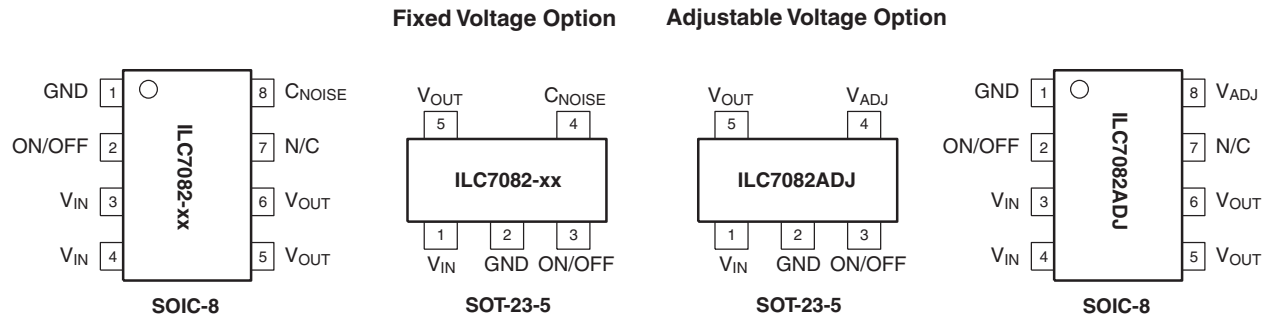 Fixed Voltage Option
Adjustable Voltage Option
GND 1
ON/OFF 2
VIN 3
VIN 4
8 CNOISE
7 N/C
6 VOUT
5 VOUT
ILC7082-xx
SOIC-8
VOUT CNOISE
5 4
ILC7082-xx
1 2 3
VIN GND ON/OFF
SOT-23-5
VOUT VADJ
5 4
ILC7082ADJ
1 2 3
VIN GND ON/OFF
SOT-23-5
GND 1
ON/OFF 2
VIN 3
VIN 4
8 VADJ
7 N/C
6 VOUT
5 VOUT
ILC7082ADJ
SOIC-8